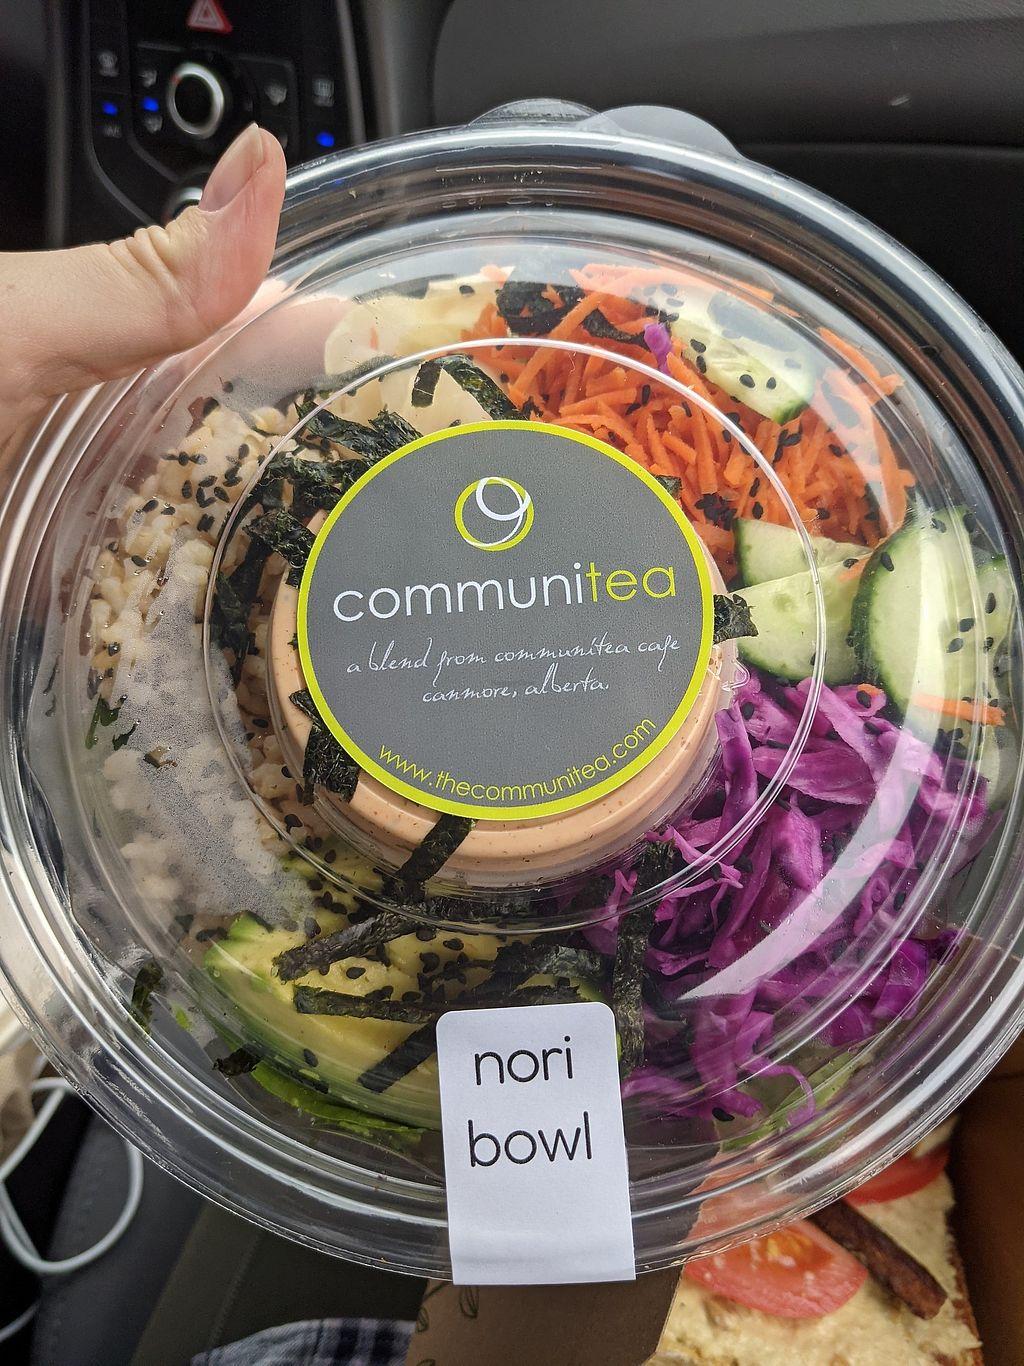 communitea
a blend from communitea cafe
canmore, alberta.
www.thecommunitea.com
nori
bowl